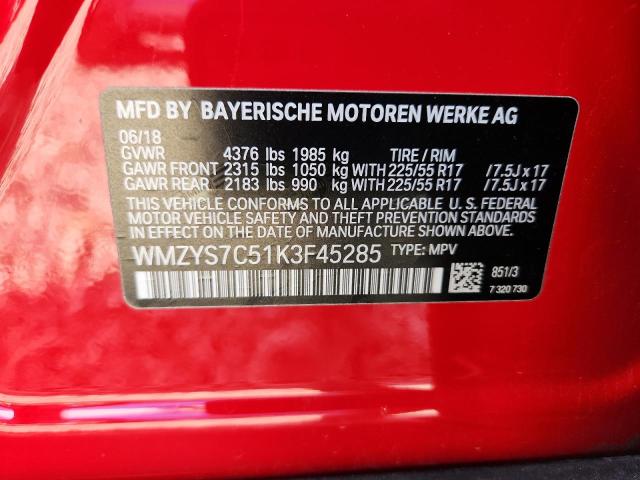 MFD BY BAYERISCHE MOTOREN WERKE AG
06/18
GVWR 4376 lbs 1985 kg TIRE / RIM
GAWR FRONT 2315 lbs 1050 kg WITH 225/55 R17 /7.5J x 17
GAWR REAR 2183 lbs 990 kg WITH 225/55 R17 /7.5J x 17
THIS VEHICLE CONFORMS TO ALL APPLICABLE U. S. FEDERAL
MOTOR VEHICLE SAFETY, BUMPER, AND THEFT PREVENTION STANDARDS
IN EFFECT ON THE DATE OF MANUFACTURE SHOWN ABOVE.
WMZYS7C51K3F45285 TYPE: MPV
851/3
7 320 730